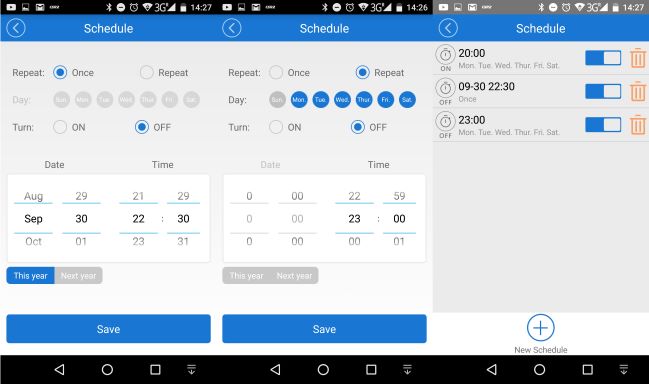 3G 14:27
Schedule
Repeat: Once Repeat
Day: Sun. Mon. Tue. Wed. Thur. Fri. Sat.
Turn: ON OFF
Date Time
Aug 29 21 29
Sep 30 22 : 30
Oct 01 23 31
This year Next year
Save
3G 14:26
Schedule
Repeat: Once Repeat
Day: Sun. Mon. Tue. Wed. Thur. Fri. Sat.
Turn: ON OFF
Date Time
0 00 22 59
0 00 23 : 00
0 00 00 01
This year Next year
Save
3G 14:27
Schedule
20:00
ON Mon. Tue. Wed. Thur. Fri. Sat.
09-30 22:30
OFF Once
23:00
OFF Mon. Tue. Wed. Thur. Fri. Sat.
New Schedule